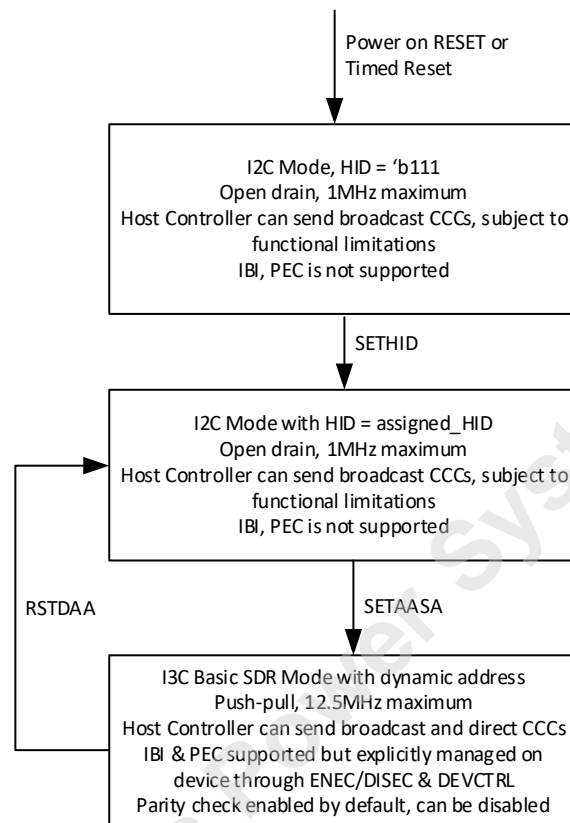 Power on RESET or
Timed Reset
I2C Mode, HID = ‘b111
Open drain, 1MHz maximum
Host Controller can send broadcast CCCs, subject to
functional limitations
IBI, PEC is not supported
SETHID
I2C Mode with HID = assigned_HID
Open drain, 1MHz maximum
Host Controller can send broadcast CCCs, subject to
functional limitations
IBI, PEC is not supported
RSTDAA
SETAASA
I3C Basic SDR Mode with dynamic address
Push-pull, 12.5MHz maximum
Host Controller can send broadcast and direct CCCs
IBI & PEC supported but explicitly managed on
device through ENEC/DISEC & DEVCTRL
Parity check enabled by default, can be disabled
Power